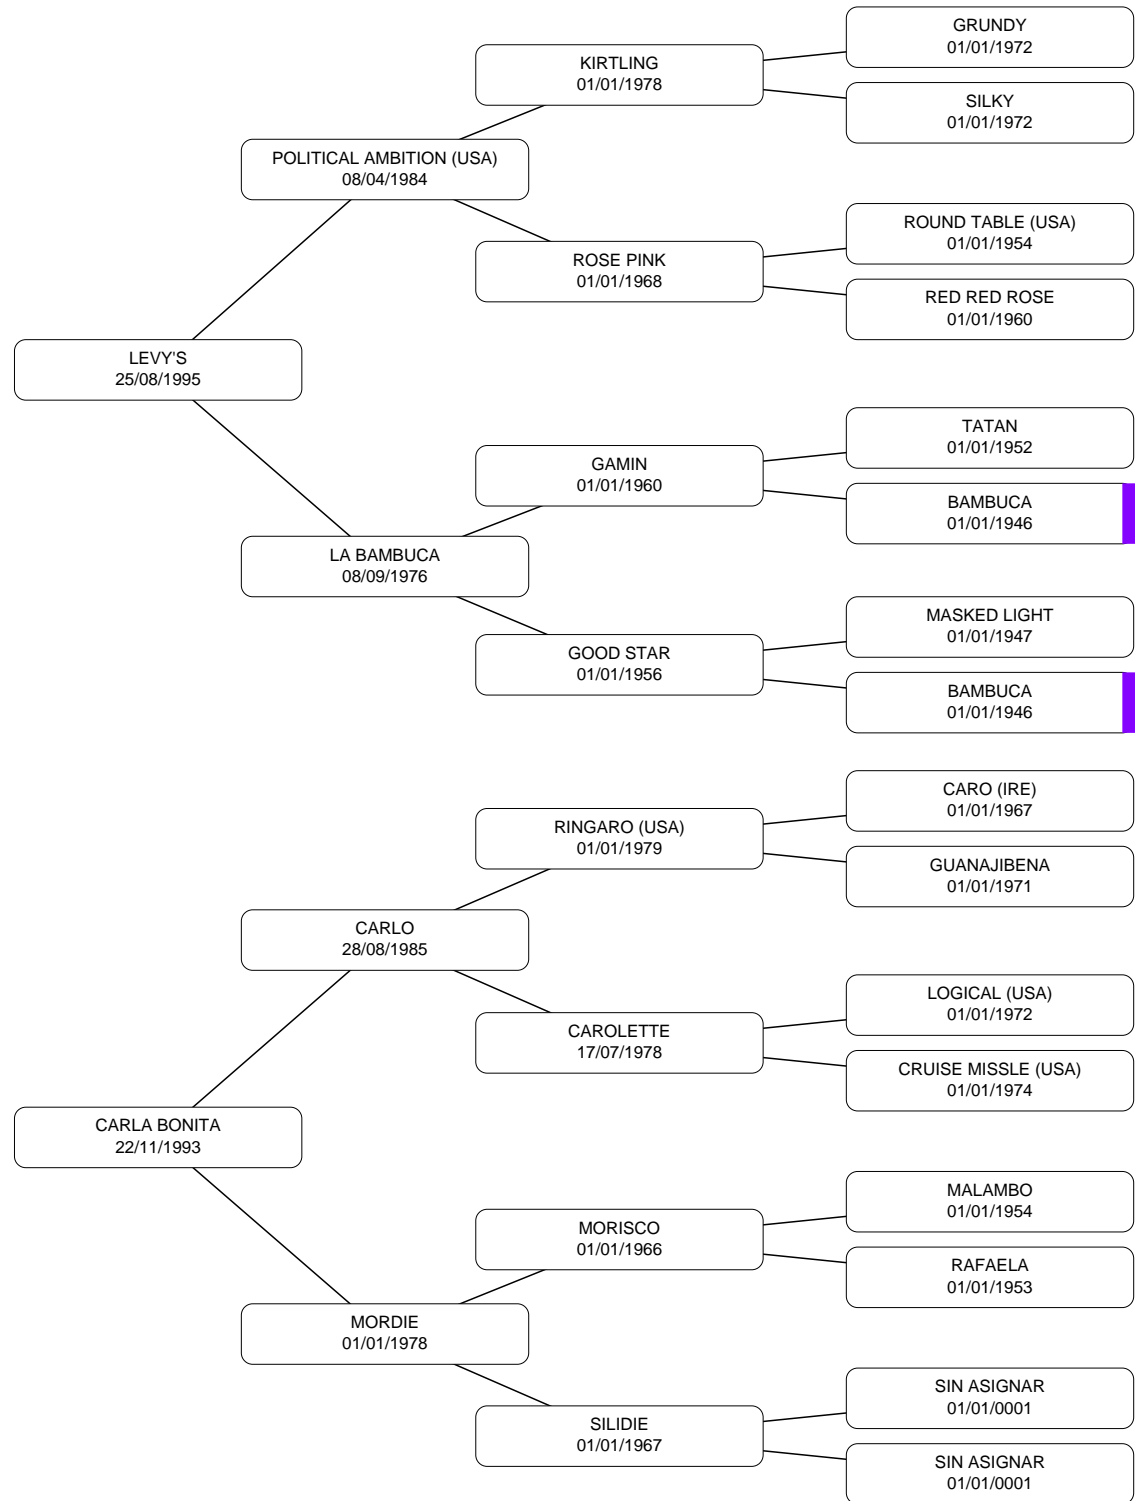 GRUNDY
01/01/1972
KIRTLING
01/01/1978
SILKY
01/01/1972
POLITICAL AMBITION (USA)
08/04/1984
ROUND TABLE (USA)
01/01/1954
ROSE PINK
01/01/1968
RED RED ROSE
01/01/1960
LEVY'S
25/08/1995
TATAN
01/01/1952
GAMIN
01/01/1960
BAMBUCA
01/01/1946
LA BAMBUCA
08/09/1976
MASKED LIGHT
01/01/1947
GOOD STAR
01/01/1956
BAMBUCA
01/01/1946
CARO (IRE)
01/01/1967
RINGARO (USA)
01/01/1979
GUANAJIBENA
01/01/1971
CARLO
28/08/1985
LOGICAL (USA)
01/01/1972
CAROLETTE
17/07/1978
CRUISE MISSLE (USA)
01/01/1974
CARLA BONITA
22/11/1993
MALAMBO
01/01/1954
MORISCO
01/01/1966
RAFAELA
01/01/1953
MORDIE
01/01/1978
SIN ASIGNAR
01/01/0001
SILIDIE
01/01/1967
SIN ASIGNAR
01/01/0001